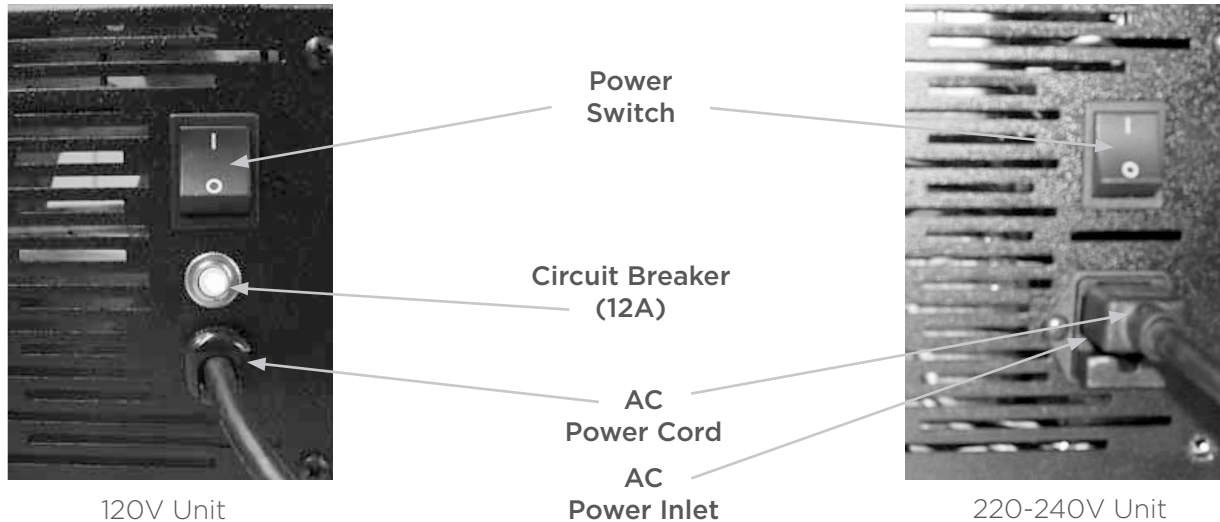 Power
Switch
Circuit Breaker
(12A)
AC
Power Cord
AC
Power Inlet
120V Unit
220-240V Unit